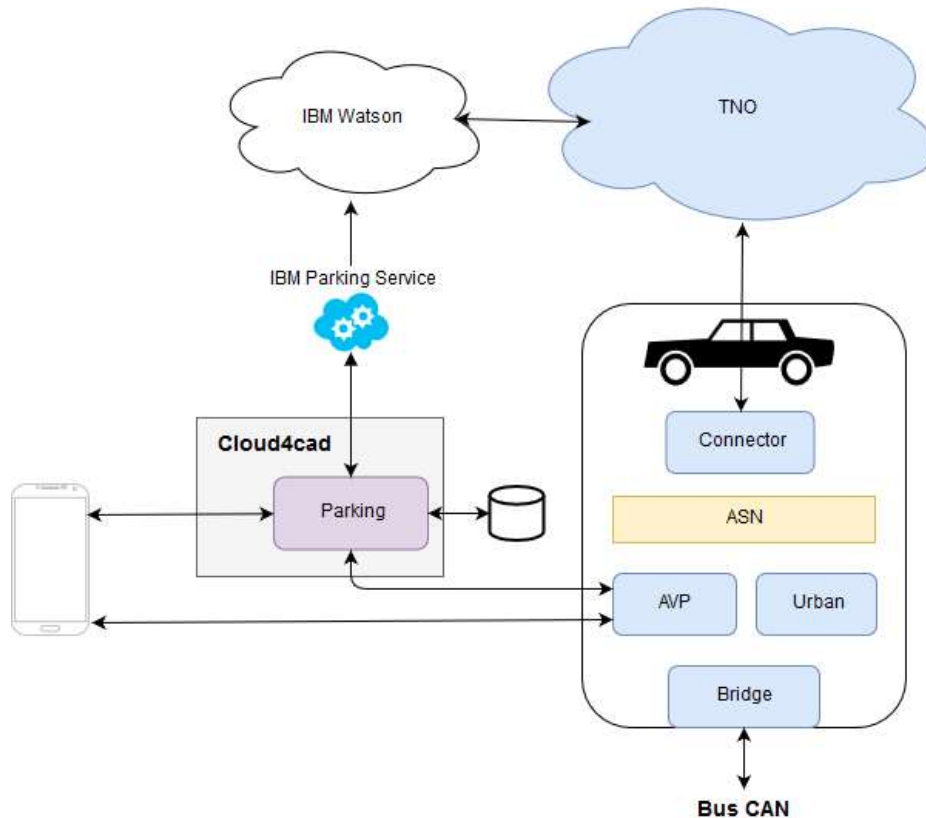 TNO
IBM Watson
IBM Parking Service
Connector
Cloud4cad
Parking
ASN
AVP
Urban
Bridge
Bus CAN